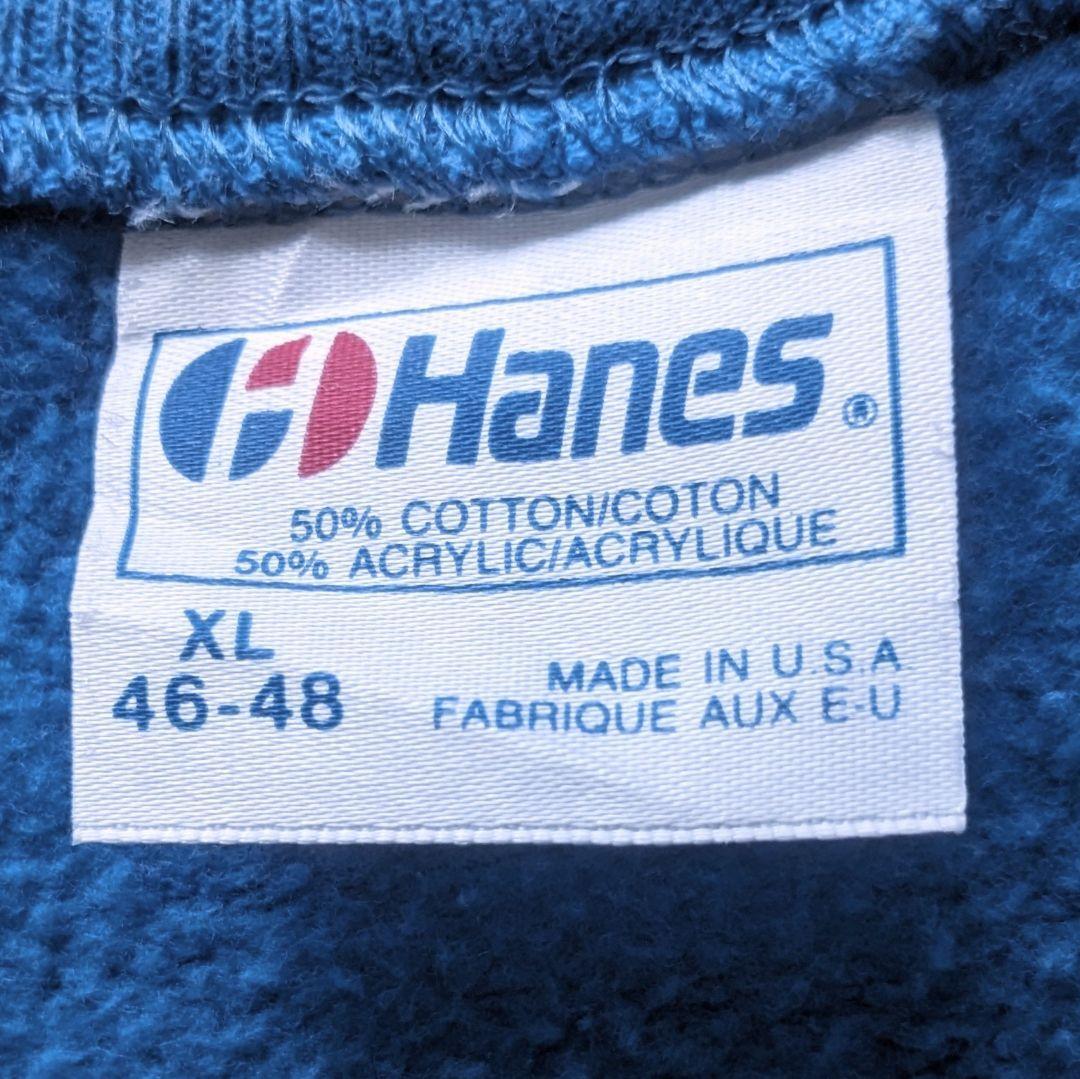 Hanes®
50% COTTON/COTON
50% ACRYLIC/ACRYLIQUE
XL
46-48
MADE IN U.S.A.
FABRIQUE AUX E-U